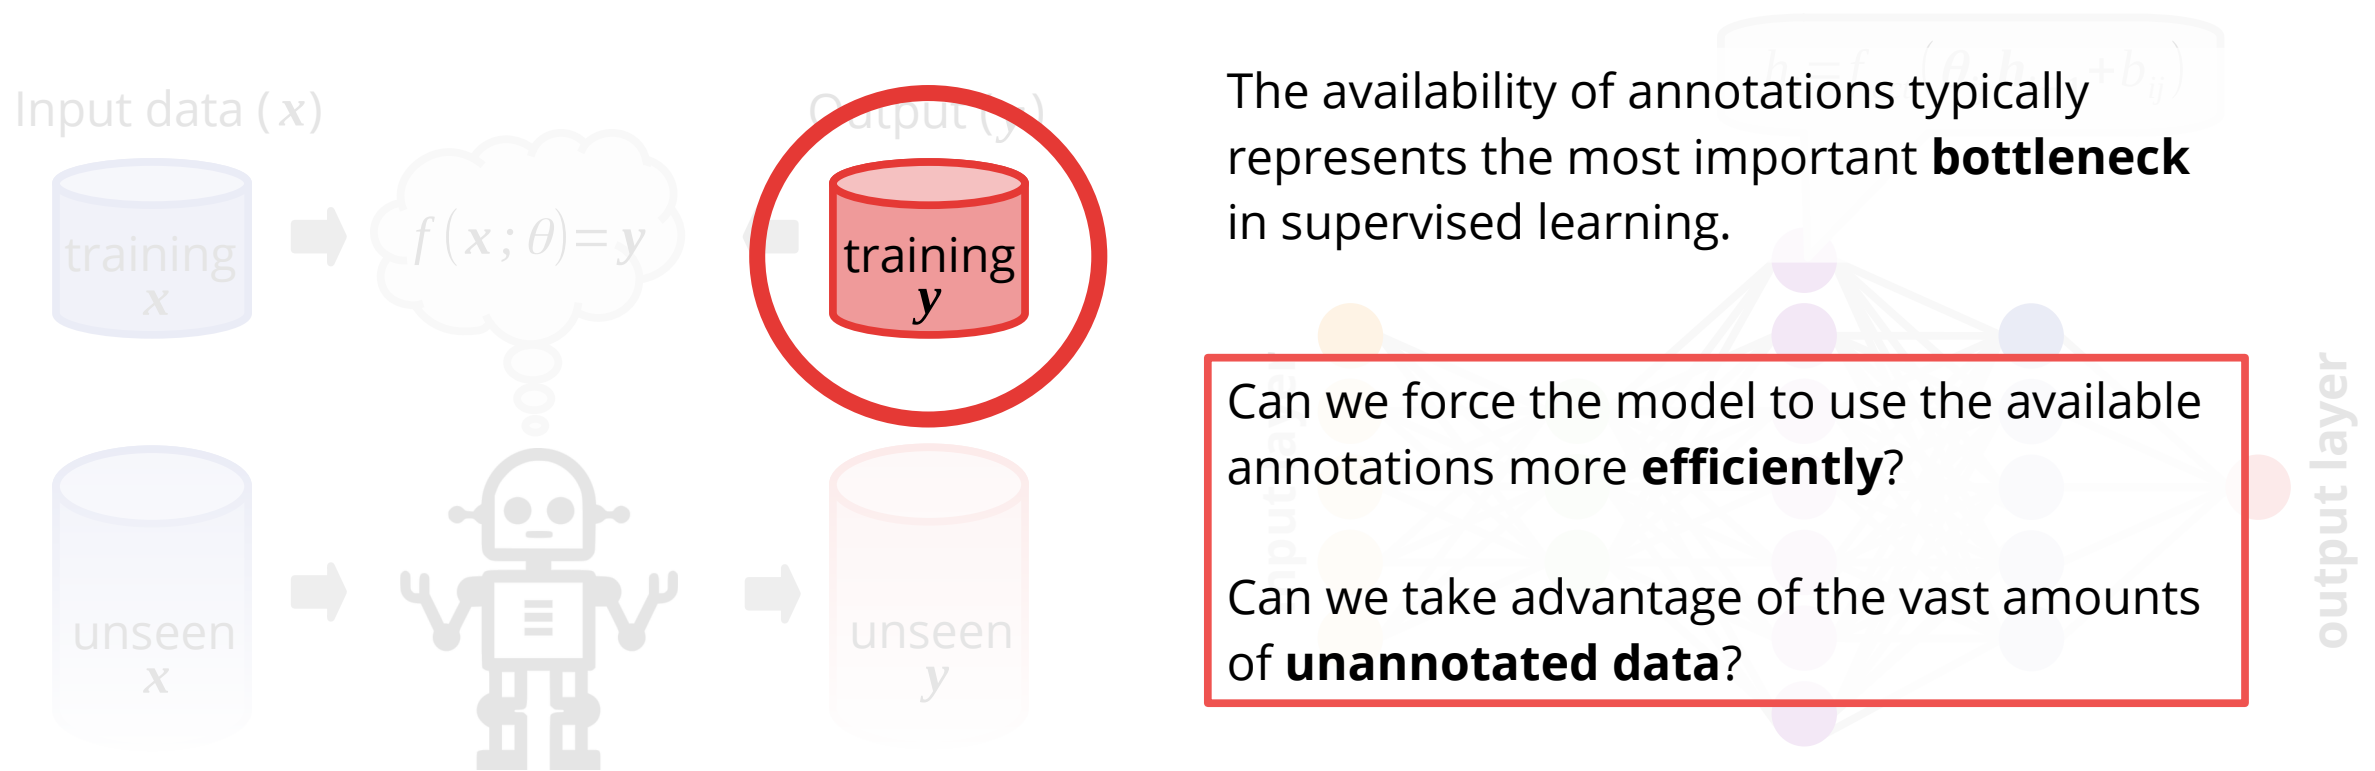 Input data ( x )
Output (y)
training
x
f ( x ; θ ) = y
training
y
unseen
x
unseen
y
The availability of annotations typically
represents the most important bottleneck
in supervised learning.
Can we force the model to use the available
annotations more efficiently?
Can we take advantage of the vast amounts
of unannotated data?
output layer